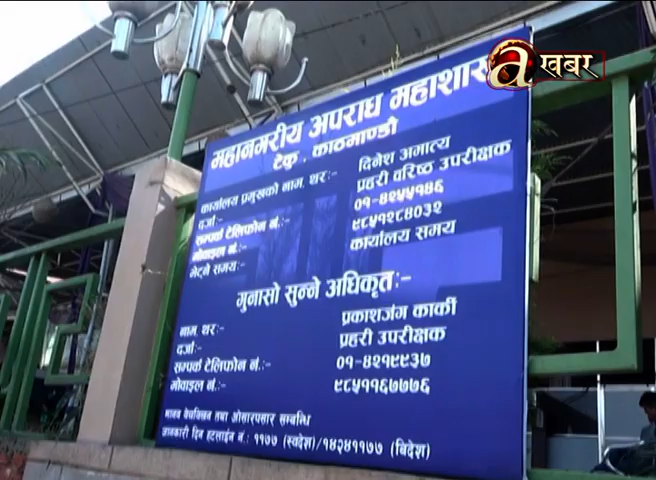 a खबर
महानगरीय अपराध महाशा
टेकु, काठमाण्डौ
कार्यालय प्रमुखको नाम, थर:- दिनेश अमात्य
दर्जा:- प्रहरी वरिष्ठ उपरीक्षक
सम्पर्क टेलिफोन नं.:- ०१-४२५५१४६
मोवाइल नं.:- ९८५१२८४०३२
भेट्ने समय:- कार्यालय समय
गुनासो सुन्ने अधिकृत:-
नाम, थर:- प्रकाशजंग कार्की
दर्जा:- प्रहरी उपरीक्षक
सम्पर्क टेलिफोन नं.:- ०१-४२१९९३७
मोवाइल नं.:- ९८५११६७७७६
मानव बेचबिखन तथा ओसारपसार सम्बन्धि
जानकारी दिन हटलाईन नं.: ११७७ (स्वदेश)/१४२४११७७ (बिदेश)